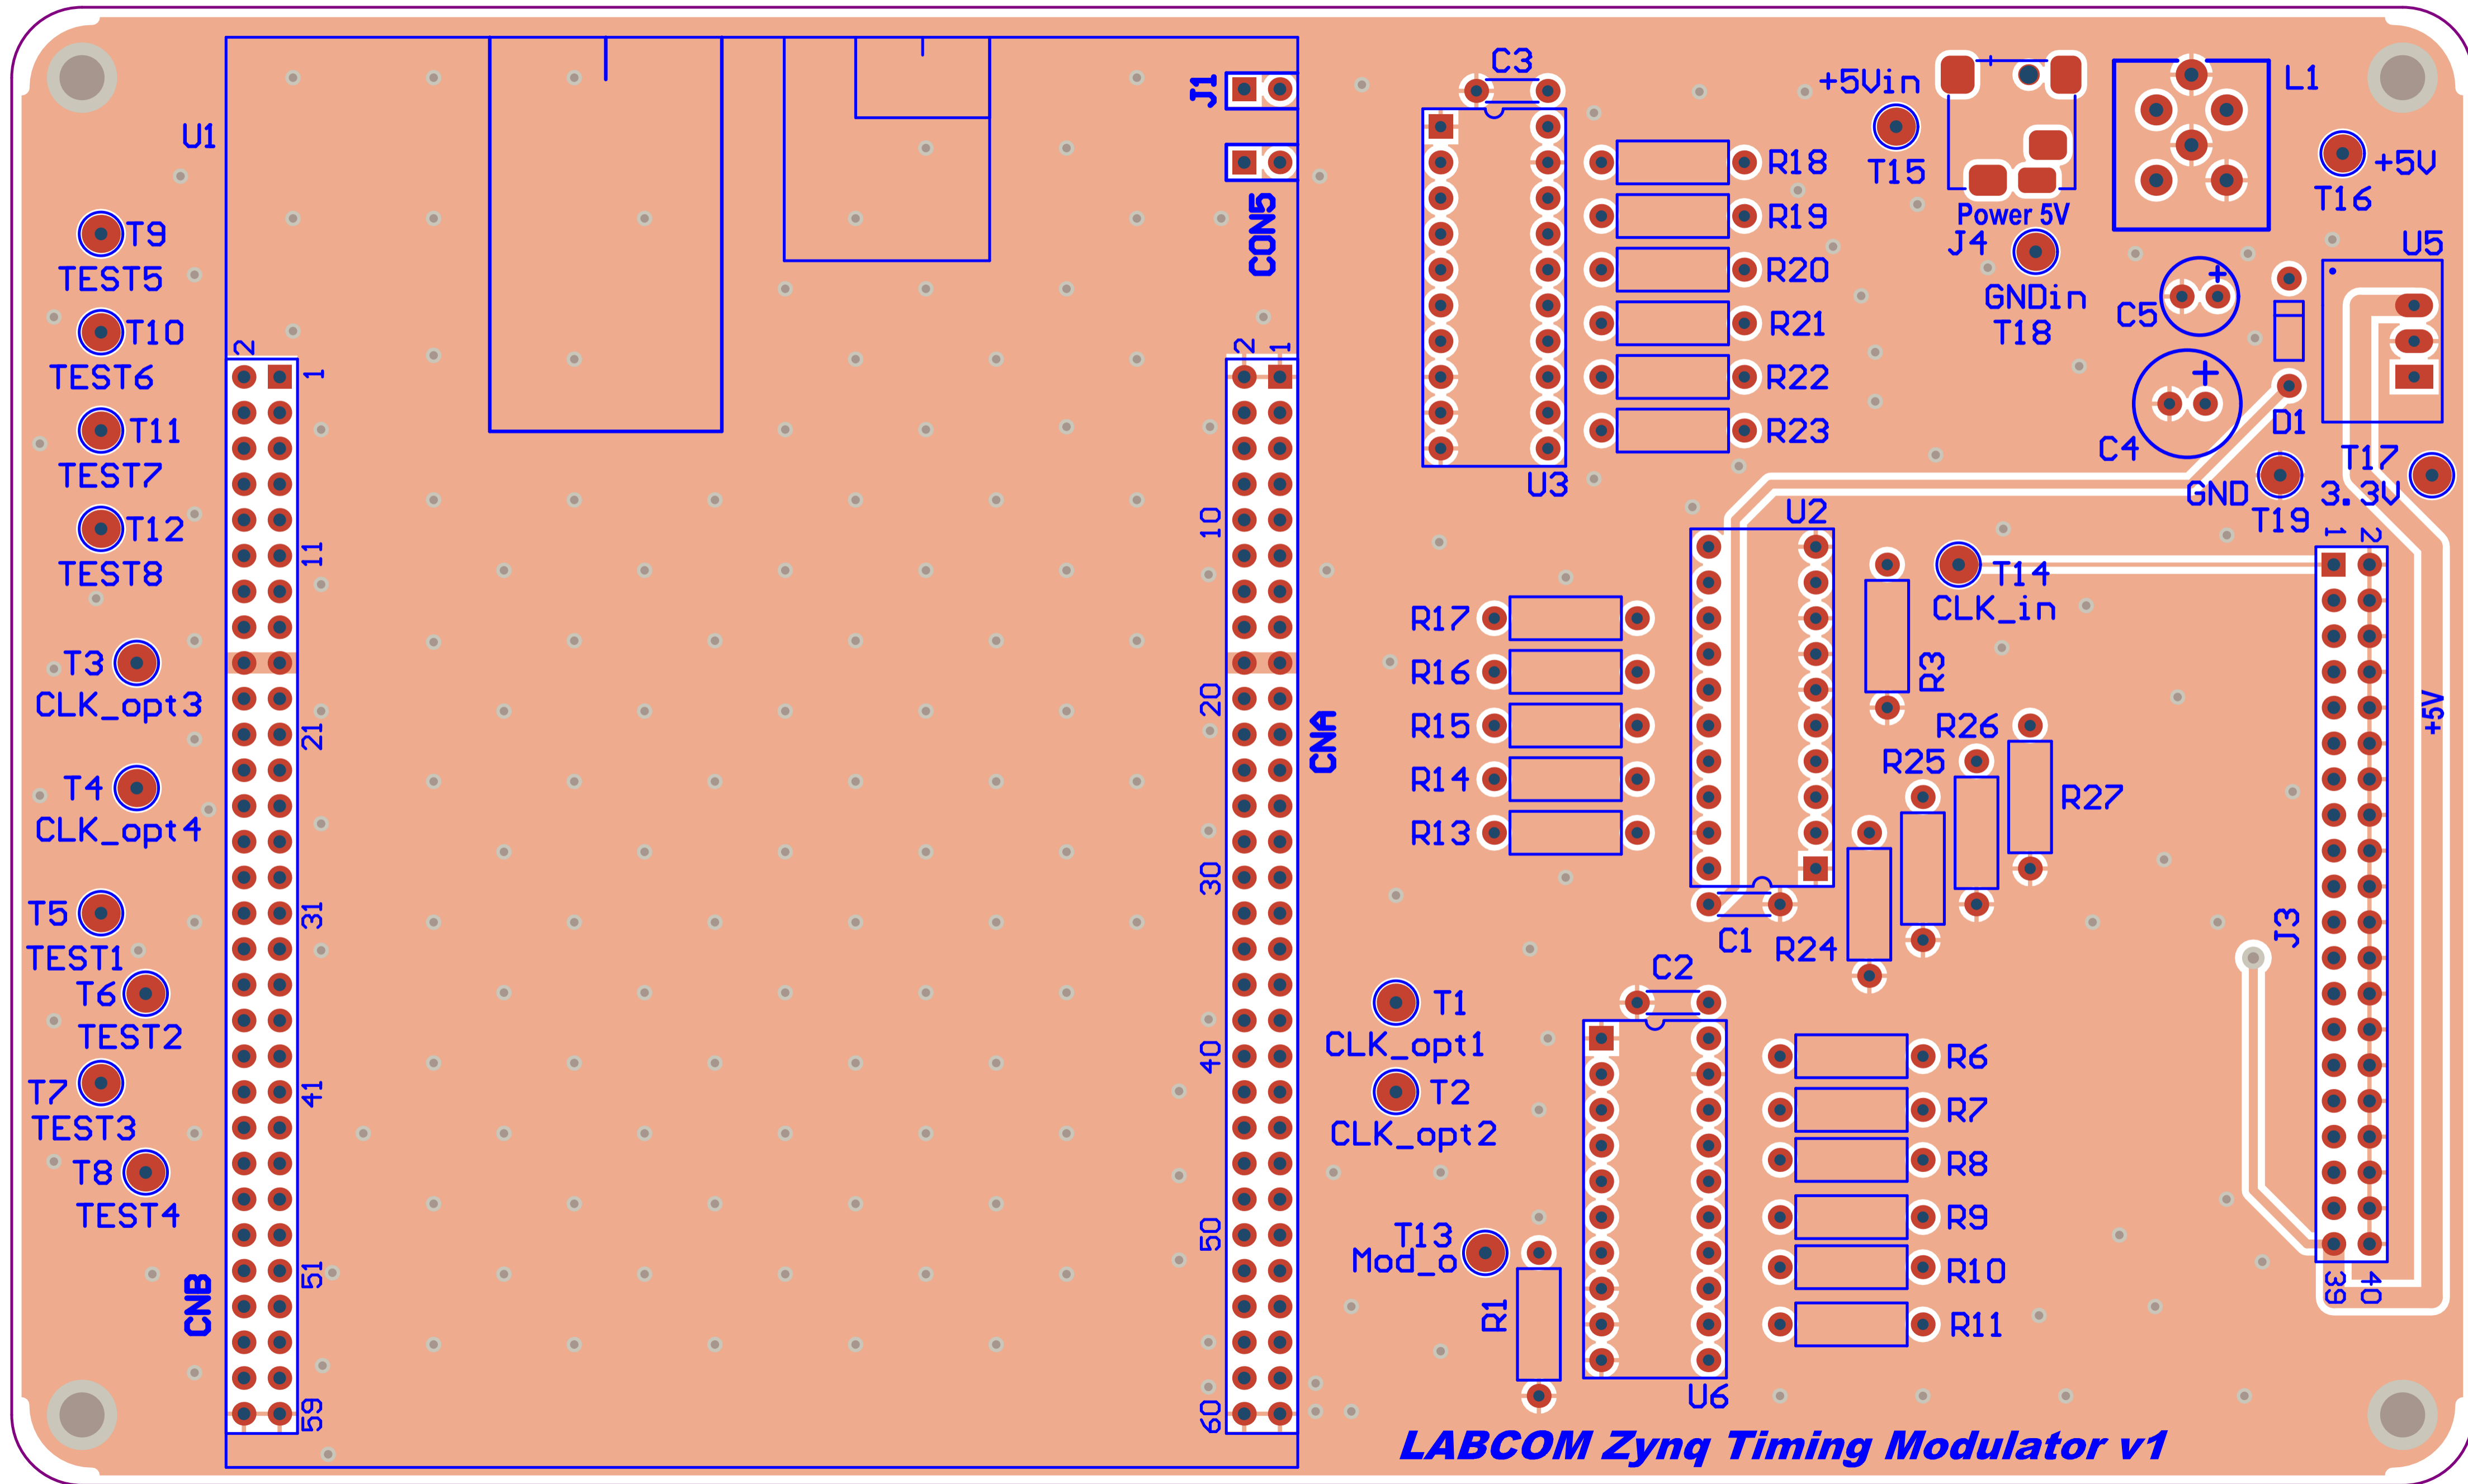 U1
T9
TEST5
T10
TEST6
T11
TEST7
T12
TEST8
T3
CLK_opt3
T4
CLK_opt4
T5
TEST1
T6
TEST2
T7
TEST3
T8
TEST4
CNB
2
1
11
21
31
41
51
59
J1
CON5
2
1
10
20
30
40
50
60
CNA
C3
U3
R18
R19
R20
R21
R22
R23
+5Vin
T15
Power 5V
J4
GNDin
T18
L1
+5V
T16
U5
C5
+
C4
+
D1
T17
GND
3.3V
T19
U2
T14
CLK_in
R3
R17
R16
R15
R14
R13
R26
R25
R27
R24
C1
C2
1
2
+5V
J3
39
40
T1
CLK_opt1
T2
CLK_opt2
T13
Mod_o
R1
R6
R7
R8
R9
R10
R11
U6
LABCOM Zynq Timing Modulator v1